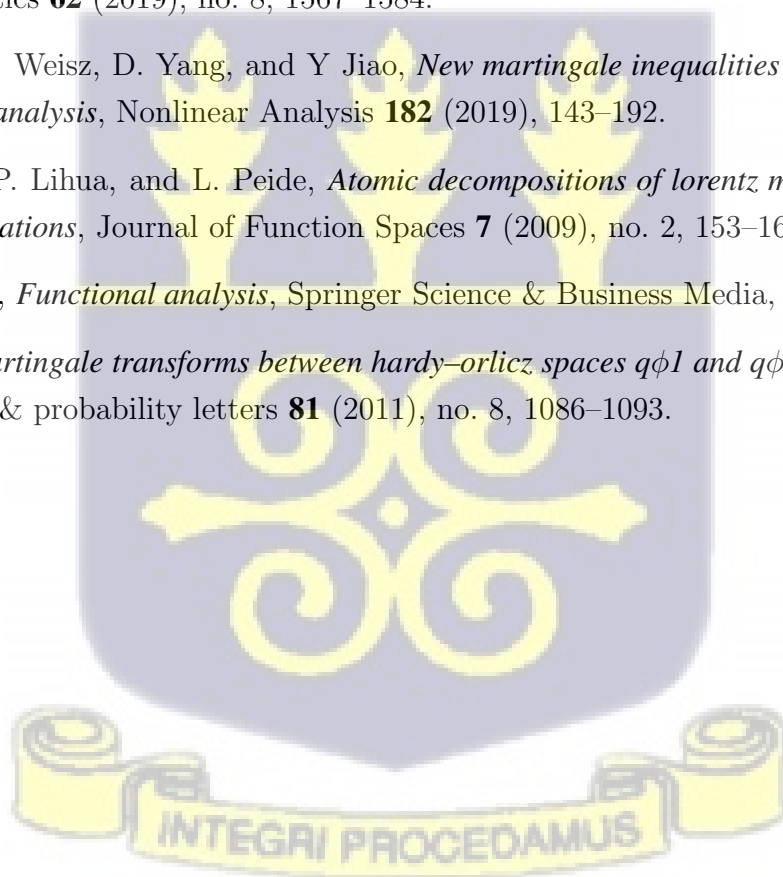 tics 62 (2019), no. 8, 1567–1584.
Weisz, D. Yang, and Y Jiao, New martingale inequalities
analysis, Nonlinear Analysis 182 (2019), 143–192.
P. Lihua, and L. Peide, Atomic decompositions of lorentz m
ations, Journal of Function Spaces 7 (2009), no. 2, 153–16
, Functional analysis, Springer Science & Business Media,
rtingale transforms between hardy–orlicz spaces qϕ1 and qϕ
& probability letters 81 (2011), no. 8, 1086–1093.
INTEGRI PROCEDAMUS